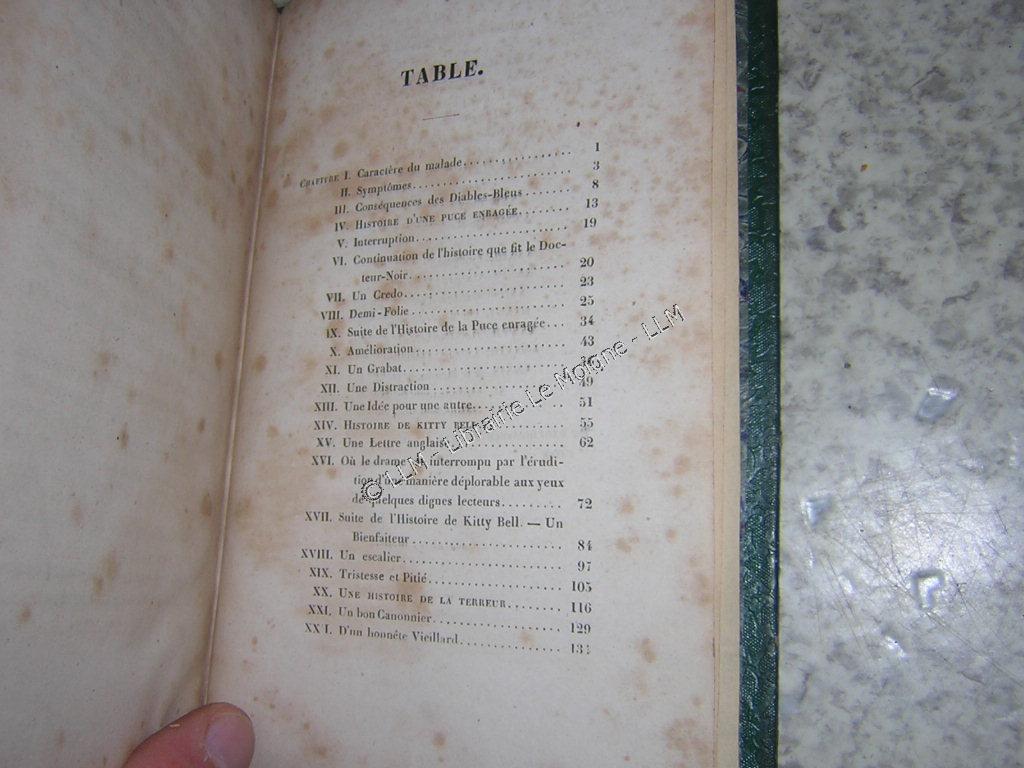 TABLE.
CHAPITRE I. Caractère du malade. . . . . . . . . . . . . . . 1
II. Symptômes. . . . . . . . . . . . . . . . . . . . . . 3
III. Conséquences des Diables-Bleus . . . . . . . 8
IV. HISTOIRE D'UNE PUCE ENRAGÉE. . . . . . . . 13
V. Interruption. . . . . . . . . . . . . . . . . . . . . 19
VI. Continuation de l'histoire que fit le Doc-
teur-Noir. . . . . . . . . . . . . . . . . . . . . 20
VII. Un Credo. . . . . . . . . . . . . . . . . . . . . . 23
VIII. Demi-Folie . . . . . . . . . . . . . . . . . . . . . 25
IX. Suite de l'Histoire de la Puce enragée. . . 34
X. Amélioration. . . . . . . . . . . . . . . . . . . . 43
XI. Un Grabat. . . . . . . . . . . . . . . . . . . . .
XII. Une Distraction . . . . . . . . . . . . . . . . . 49
XIII. Une Idée pour une autre. . . . . . . . . . . 51
XIV. HISTOIRE DE KITTY BELL. . . . . . . . . . . 55
XV. Une Lettre anglaise. . . . . . . . . . . . . . 62
XVI. Où le drame est interrompu par l'érudi-
tion d'une manière déplorable aux yeux
de quelques dignes lecteurs. . . . . . . . . 72
XVII. Suite de l'Histoire de Kitty Bell. — Un
Bienfaiteur . . . . . . . . . . . . . . . . . . . . 84
XVIII. Un escalier. . . . . . . . . . . . . . . . . . . . . 97
XIX. Tristesse et Pitié. . . . . . . . . . . . . . . . . 105
XX. UNE HISTOIRE DE LA TERREUR. . . . . . . . 116
XXI. Un bon Canonnier. . . . . . . . . . . . . . . . 129
D'un honnête Vieillard. . . . . . . . . . . . . .
© LLM - Librairie Le Moigne - LLM